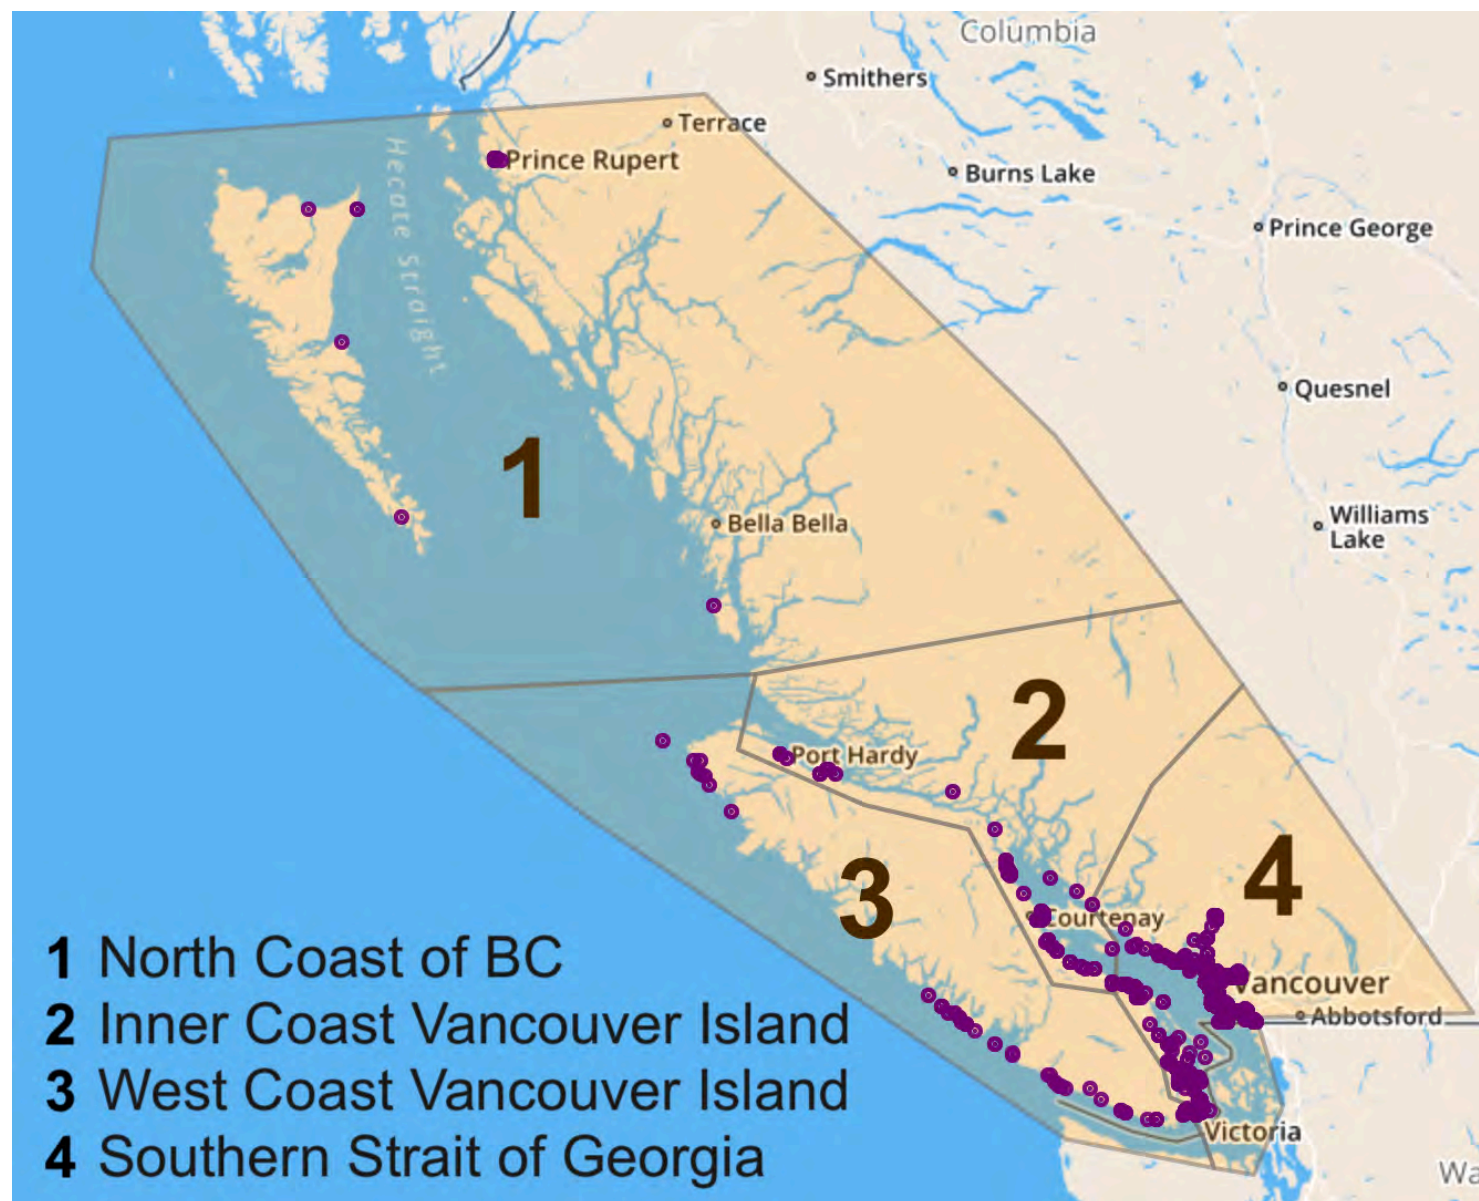 Columbia
Smithers
Terrace
Prince Rupert
Burns Lake
Hecate Straight
Prince George
Quesnel
1
Williams
Lake
Bella Bella
2
Port Hardy
3
4
Courtenay
Vancouver
Abbotsford
Victoria
1 North Coast of BC
2 Inner Coast Vancouver Island
3 West Coast Vancouver Island
4 Southern Strait of Georgia